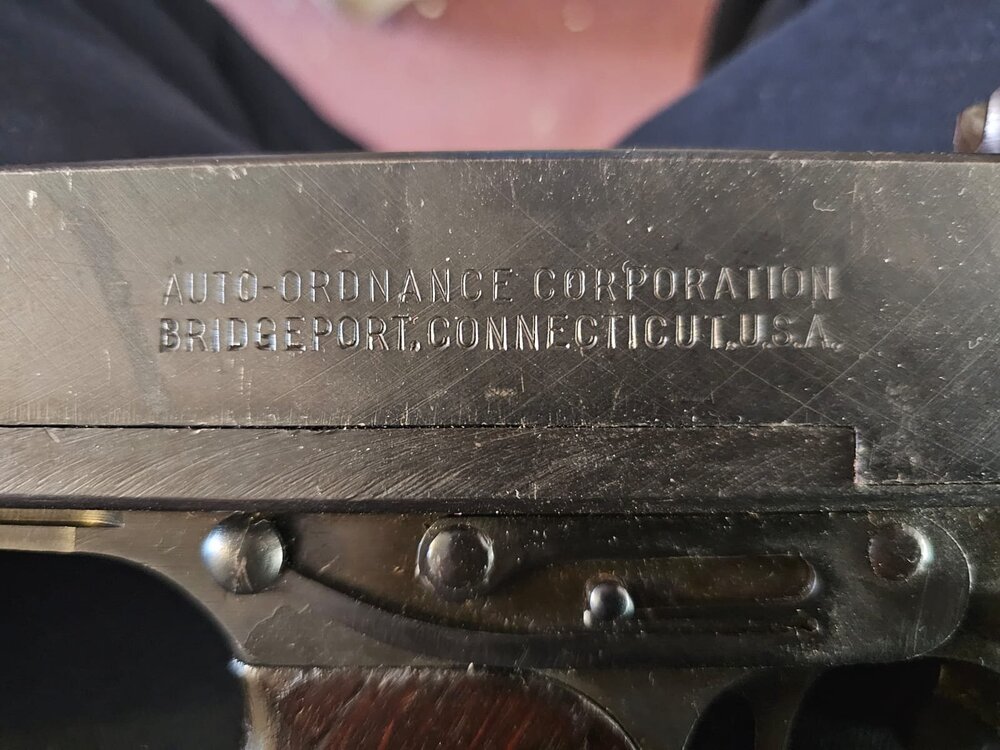 AUTO-ORDNANCE CORPORATION
BRIDGEPORT, CONNECTICUT, U.S.A.